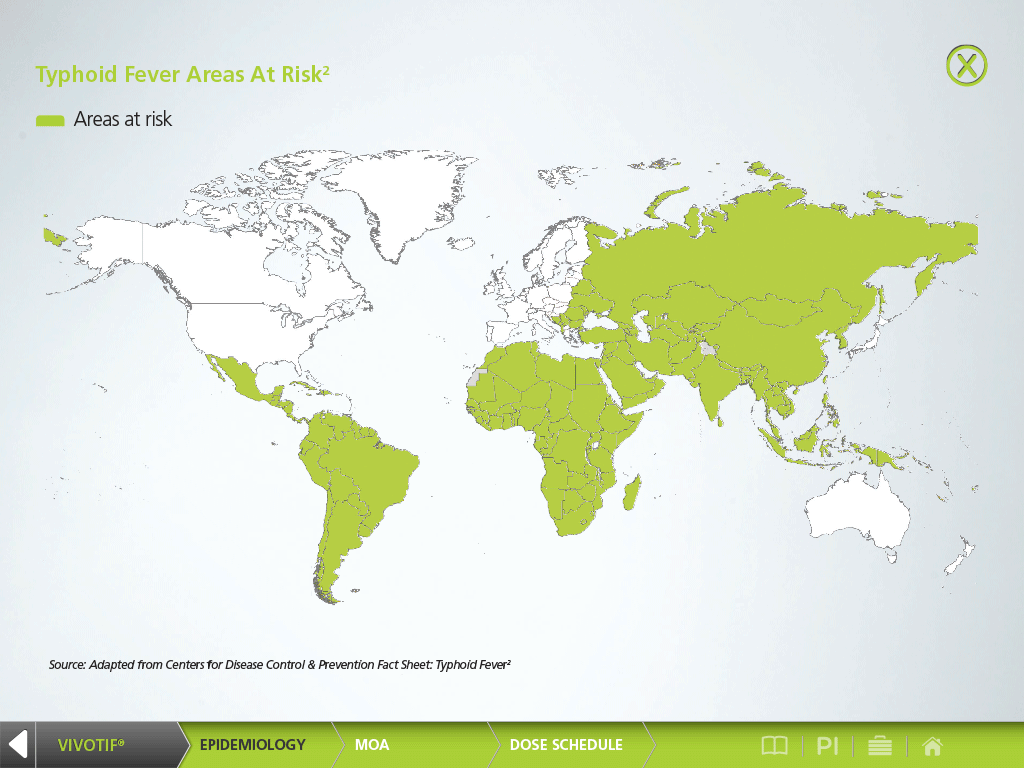 Typhoid Fever Areas At Risk²
X
Areas at risk
Source: Adapted from Centers for Disease Control & Prevention Fact Sheet: Typhoid Fever²
VIVOTIF® EPIDEMIOLOGY MOA DOSE SCHEDULE PI